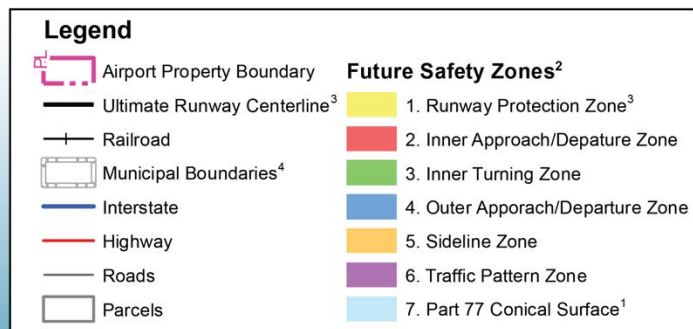 Legend
PL
Airport Property Boundary
Ultimate Runway Centerline³
Railroad
Municipal Boundaries⁴
Interstate
Highway
Roads
Parcels
Future Safety Zones²
1. Runway Protection Zone³
2. Inner Approach/Depature Zone
3. Inner Turning Zone
4. Outer Apporach/Departure Zone
5. Sideline Zone
6. Traffic Pattern Zone
7. Part 77 Conical Surface¹